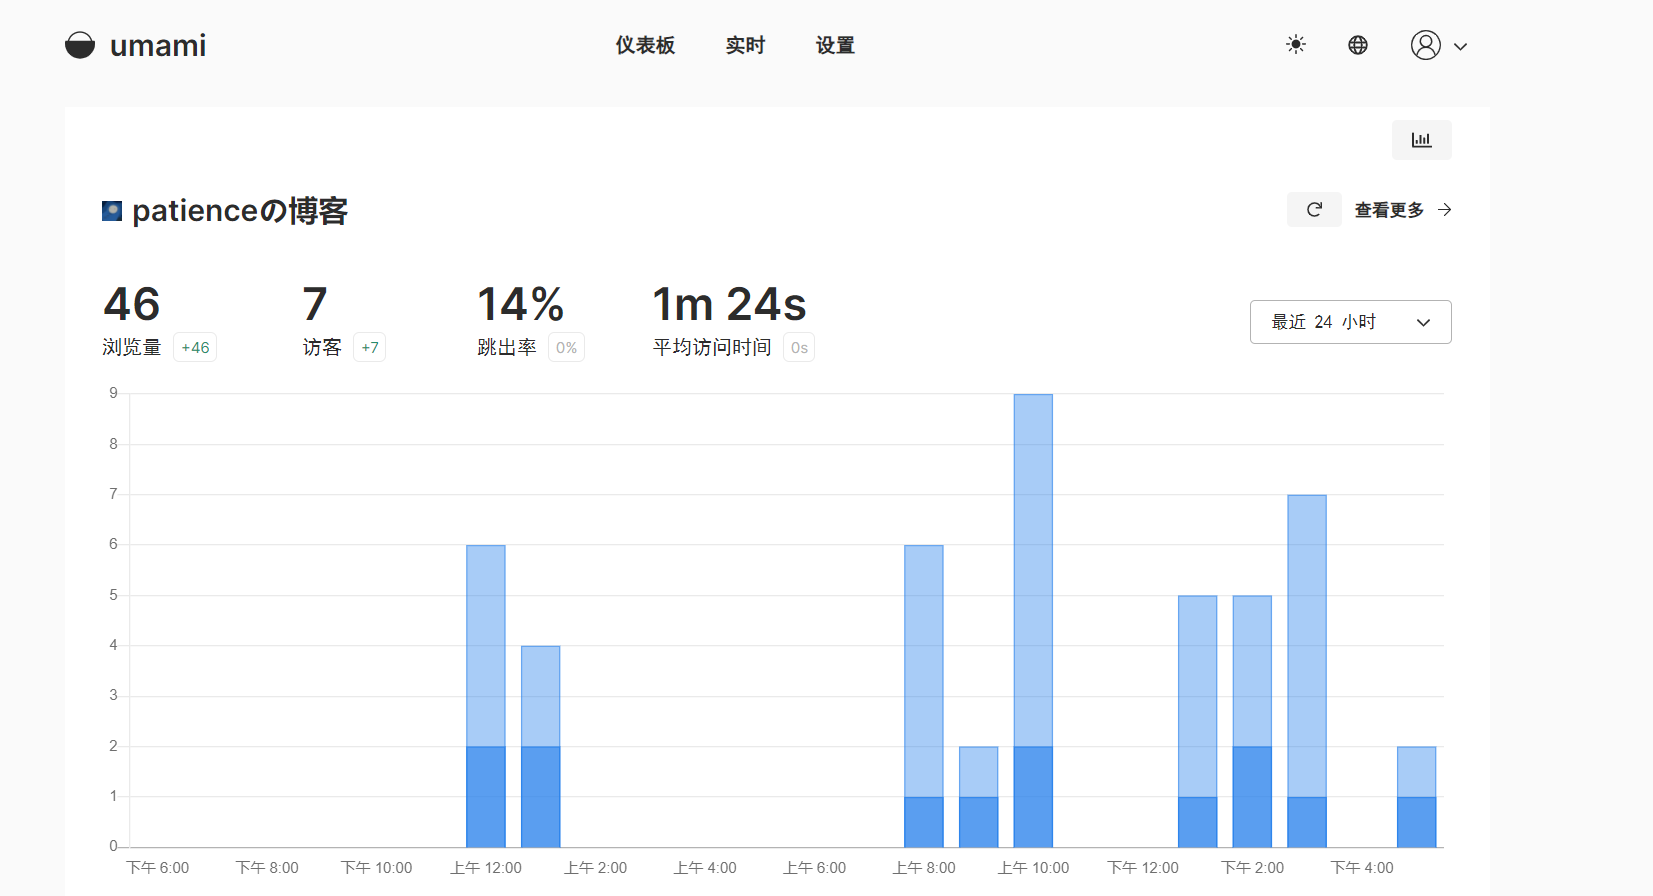 umami 仪表板 实时 设置
patienceの博客 查看更多
46 7 14% 1m 24s
浏览量 +46 访客 +7 跳出率 0% 平均访问时间 0s
最近 24 小时
9
8
7
6
5
4
3
2
1
0
下午 6:00 下午 8:00 下午 10:00 上午 12:00 上午 2:00 上午 4:00 上午 6:00 上午 8:00 上午 10:00 下午 12:00 下午 2:00 下午 4:00